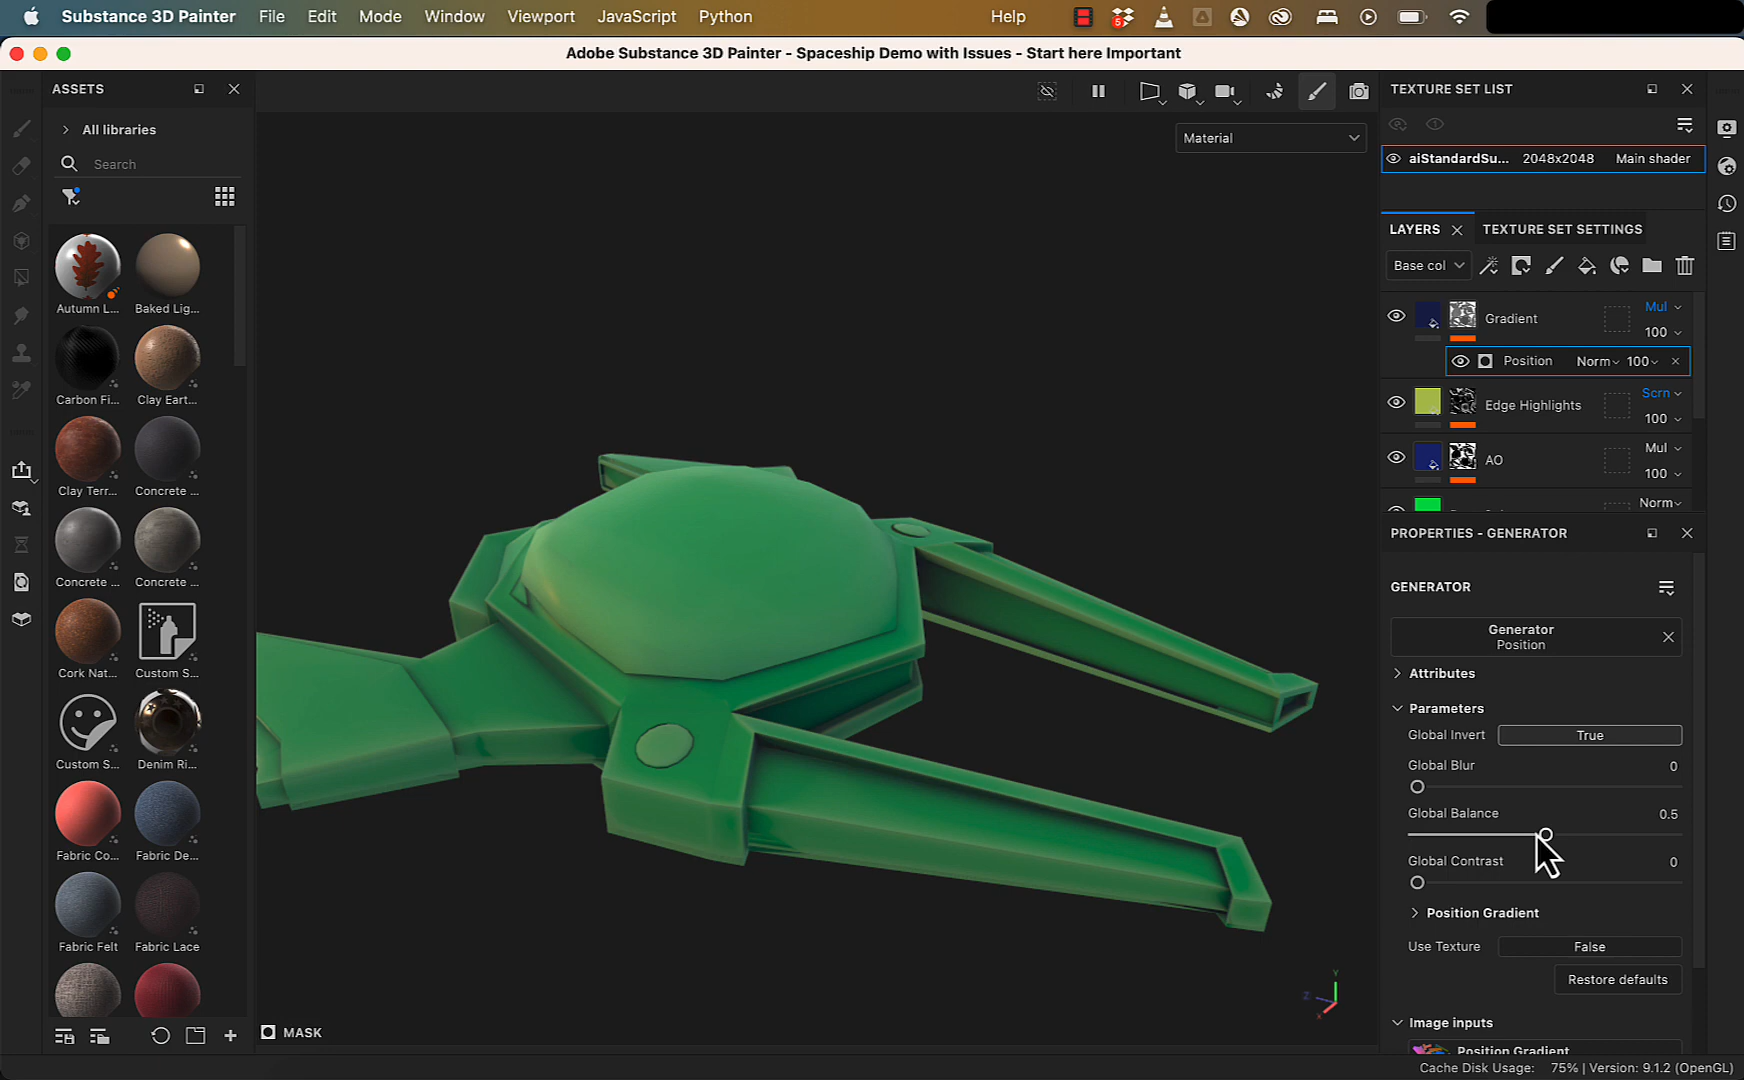 Substance 3D Painter File Edit Mode Window Viewport JavaScript Python Help
5
Adobe Substance 3D Painter - Spaceship Demo with Issues - Start here Important
ASSETS
All libraries
Search
Autumn L...
Baked Lig...
Carbon Fi...
Clay Eart...
Clay Terr...
Concrete ...
Concrete ...
Concrete ...
Cork Nat...
Custom S...
Custom S...
Denim Ri...
Fabric Co...
Fabric De...
Fabric Felt
Fabric Lace
Material
MASK
Y
Z
X
TEXTURE SET LIST
aiStandardSu... 2048x2048 Main shader
LAYERS
TEXTURE SET SETTINGS
Base col
Gradient
Mul
100
Position Norm 100
Edge Highlights
Scrn
100
AO
Mul
100
Norm
PROPERTIES - GENERATOR
GENERATOR
Generator
Position
Attributes
Parameters
Global Invert True
Global Blur 0
Global Balance 0.5
Global Contrast 0
Position Gradient
Use Texture False
Restore defaults
Image inputs
Position Gradient
Cache Disk Usage: 75% | Version: 9.1.2 (OpenGL)